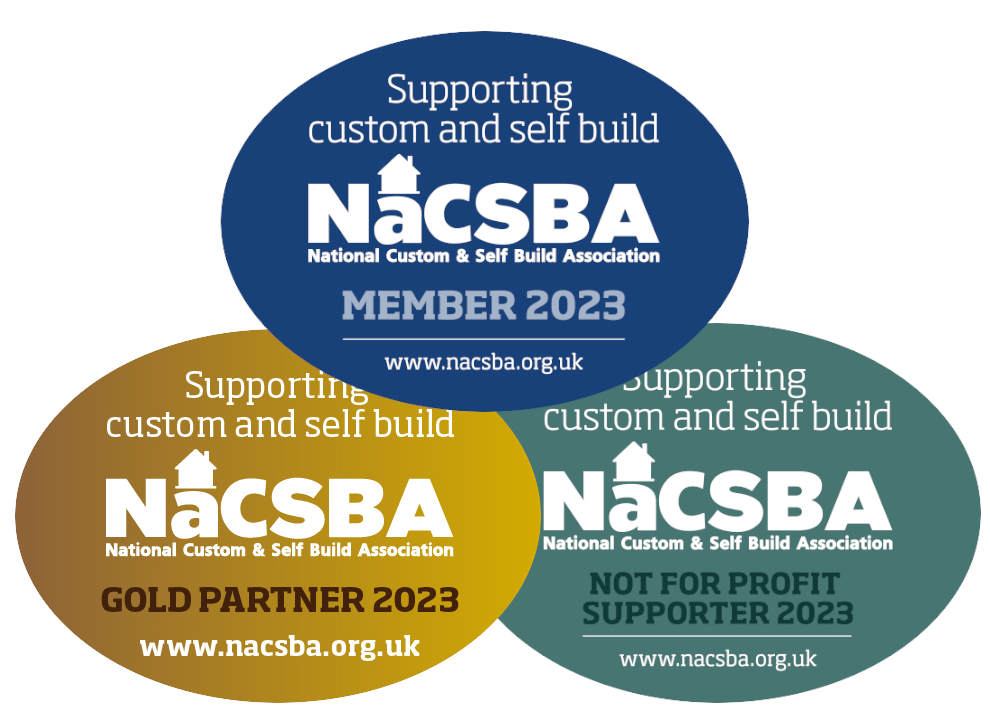 Supporting
custom and self build
NaCSBA
National Custom & Self Build Association
MEMBER 2023
www.nacsba.org.uk
Supporting
custom and self build
NaCSBA
National Custom & Self Build Association
GOLD PARTNER 2023
www.nacsba.org.uk
Supporting
custom and self build
NaCSBA
National Custom & Self Build Association
NOT FOR PROFIT
SUPPORTER 2023
www.nacsba.org.uk